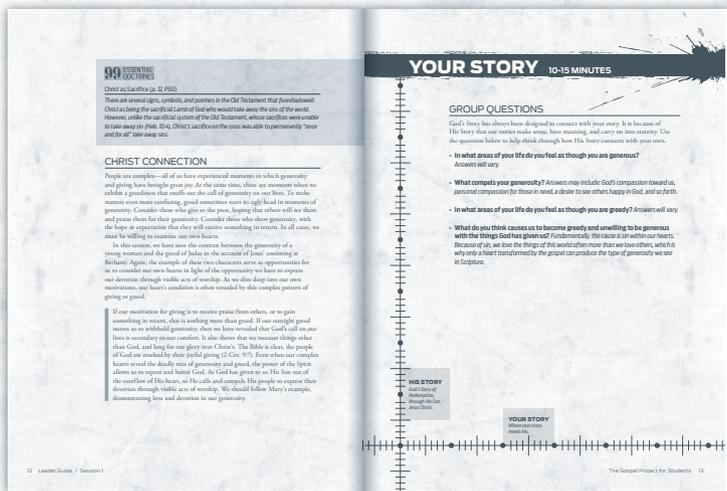 99 ESSENTIAL
DOCTRINES
Christ as Sacrifice (p. 12, PSG)
There are several signs, symbols, and pointers in the Old Testament that foreshadowed
Christ as being the sacrificial Lamb of God who would take away the sins of the world.
However, unlike the sacrificial system of the Old Testament, whose sacrifices were unable
to take away sin (Heb. 10:4), Christ's sacrifice on the cross was able to permanently "once
and for all" take away sins.
CHRIST CONNECTION
People are complex—all of us have experienced moments in which generosity
and giving have brought great joy. At the same time, there are moments when we
exhibit a greediness that snuffs out the call of generosity on our lives. To make
matters even more confusing, greed sometimes rears its ugly head in moments of
generosity. Consider those who give to the poor, hoping that others will see them
and praise them for their generosity. Consider those who show generosity, with
the hope or expectation that they will receive something in return. In all cases, we
must be willing to examine our own hearts.
In this session, we have seen the contrast between the generosity of a
young woman and the greed of Judas in the account of Jesus' anointing at
Bethany. Again, the example of these two characters serve as opportunities for
us to consider our own hearts in light of the opportunity we have to express
our devotion through visible acts of worship. As we dive deep into our own
motivations, our heart's condition is often revealed by this complex pattern of
giving or greed.
If our motivation for giving is to receive praise from others, or to gain
something in return, that is nothing more than greed. If our outright greed
moves us to withhold generosity, then we have revealed that God's call on our
lives is secondary to our comfort. It also shows that we treasure things other
than God, and long for our glory over Christ's. The Bible is clear, the people
of God are marked by their joyful giving (2 Cor. 9:7). Even when our complex
hearts reveal the deadly mix of generosity and greed, the power of the Spirit
allows us to repent and honor God. As God has given to us His Son out of
the overflow of His heart, so He calls and compels His people to express their
devotion through visible acts of worship. We should follow Mary's example,
demonstrating love and devotion in our generosity.
12 Leader Guide / Session 1
YOUR STORY 10-15 MINUTES
GROUP QUESTIONS
God's Story has always been designed to connect with your story. It is because of
His Story that our stories make sense, have meaning, and carry on into eternity. Use
the questions below to help think through how His Story connects with your own.
• In what areas of your life do you feel as though you are generous?
Answers will vary.
• What compels your generosity? Answers may include: God's compassion toward us,
personal compassion for those in need, a desire to see others happy in God, and so forth.
• In what areas of your life do you feel as though you are greedy? Answers will vary.
• What do you think causes us to become greedy and unwilling to be generous
with the things God has given us? Fundamentally, the cause is sin within our hearts.
Because of sin, we love the things of this world often more than we love others, which is
why only a heart transformed by the gospel can produce the type of generosity we see
in Scripture.
HIS STORY
God's Story of
Redemption,
through His Son,
Jesus Christ.
YOUR STORY
Where your story
meets His.
The Gospel Project for Students 13